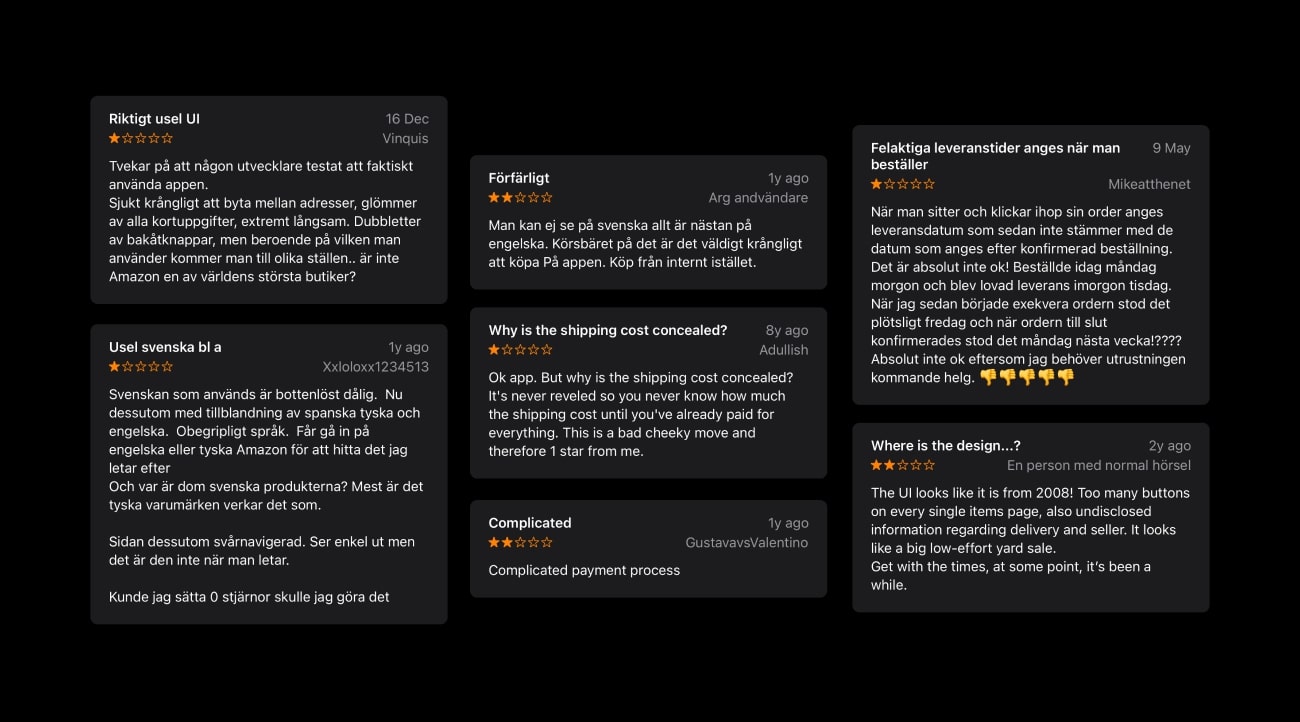 Riktigt usel UI
16 Dec
Vinquis
Tvekar på att någon utvecklare testat att faktiskt
använda appen.
Sjukt krångligt att byta mellan adresser, glömmer
av alla kortuppgifter, extremt långsam. Dubbletter
av bakåtknappar, men beroende på vilken man
använder kommer man till olika ställen.. är inte
Amazon en av världens största butiker?
Usel svenska bl a
1y ago
Xxloloxx1234513
Svenskan som används är bottenlöst dålig.  Nu
dessutom med tillblandning av spanska tyska och
engelska.  Obegripligt språk.  Får gå in på
engelska eller tyska Amazon för att hitta det jag
letar efter
Och var är dom svenska produkterna? Mest är det
tyska varumärken verkar det som.
Sidan dessutom svårnavigerad. Ser enkel ut men
det är den inte när man letar.
Kunde jag sätta 0 stjärnor skulle jag göra det
Förfärligt
1y ago
Arg andvändare
Man kan ej se på svenska allt är nästan på
engelska. Körsbäret på det är det väldigt krångligt
att köpa På appen. Köp från internt istället.
Why is the shipping cost concealed?
8y ago
Adullish
Ok app. But why is the shipping cost concealed?
It's never reveled so you never know how much
the shipping cost until you've already paid for
everything. This is a bad cheeky move and
therefore 1 star from me.
Complicated
1y ago
GustavavsValentino
Complicated payment process
Felaktiga leveranstider anges när man
beställer
9 May
Mikeatthenet
När man sitter och klickar ihop sin order anges
leveransdatum som sedan inte stämmer med de
datum som anges efter konfirmerad beställning.
Det är absolut inte ok! Beställde idag måndag
morgon och blev lovad leverans imorgon tisdag.
När jag sedan började exekvera ordern stod det
plötsligt fredag och när ordern till slut
konfirmerades stod det måndag nästa vecka!????
Absolut inte ok eftersom jag behöver utrustningen
kommande helg. 👎👎👎👎👎
Where is the design...?
2y ago
En person med normal hörsel
The UI looks like it is from 2008! Too many buttons
on every single items page, also undisclosed
information regarding delivery and seller. It looks
like a big low-effort yard sale.
Get with the times, at some point, it’s been a
while.